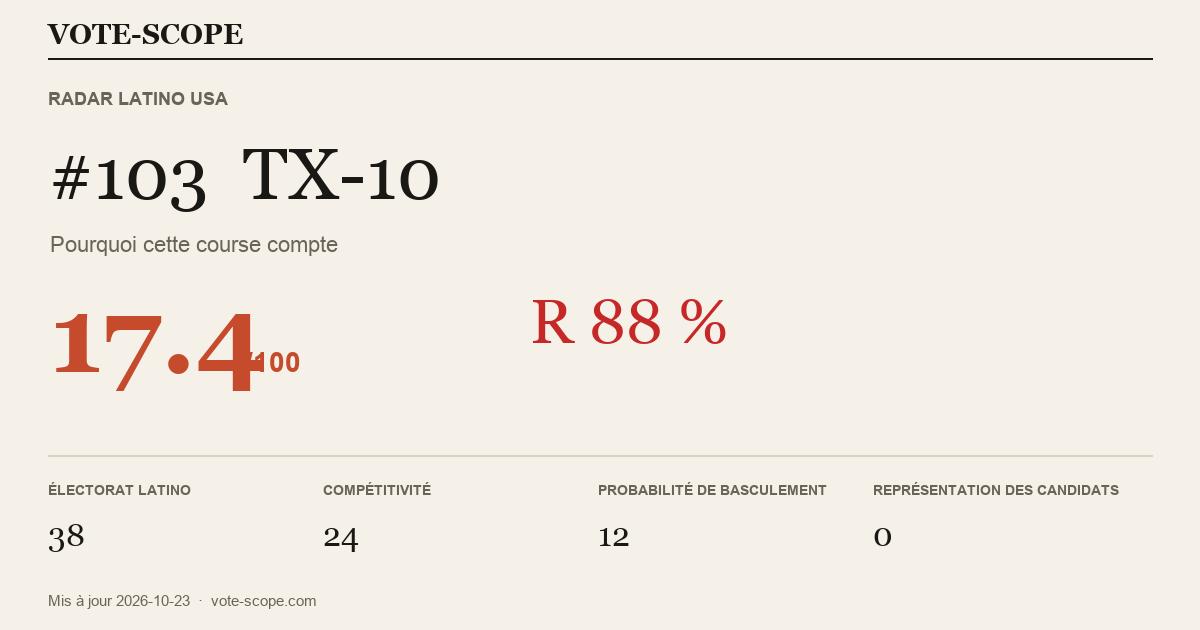 VOTE-SCOPE
RADAR LATINO USA
#103 TX-10
Pourquoi cette course compte
17.4/100
R 88 %
ÉLECTORAT LATINO
COMPÉTITIVITÉ
PROBABILITÉ DE BASCULEMENT
REPRÉSENTATION DES CANDIDATS
38
24
12
0
Mis à jour 2026-10-23 · vote-scope.com